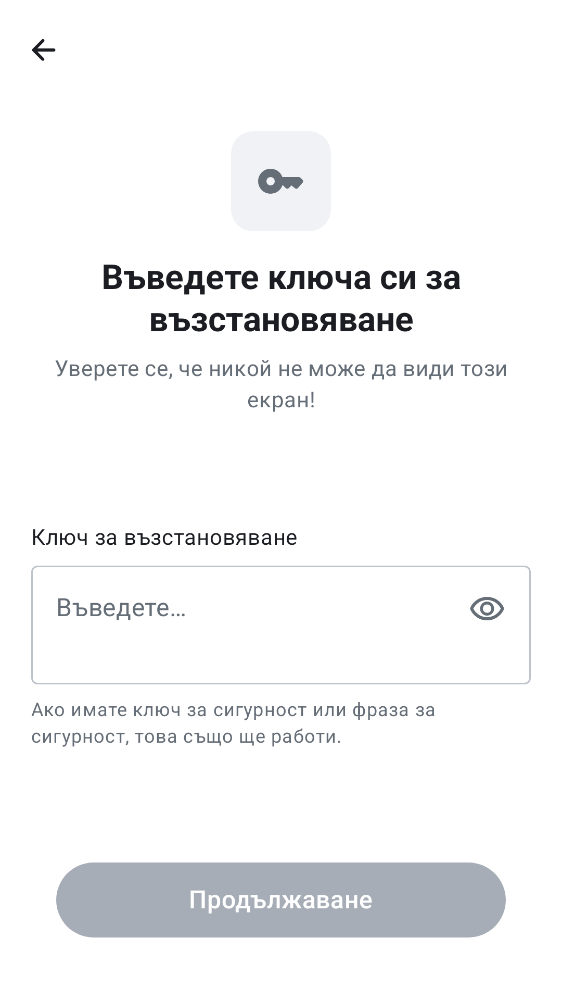 Въведете ключа си за
възстановяване
Уверете се, че никой не може да види този
екран!
Ключ за възстановяване
Въведете…
Ако имате ключ за сигурност или фраза за
сигурност, това също ще работи.
Продължаване